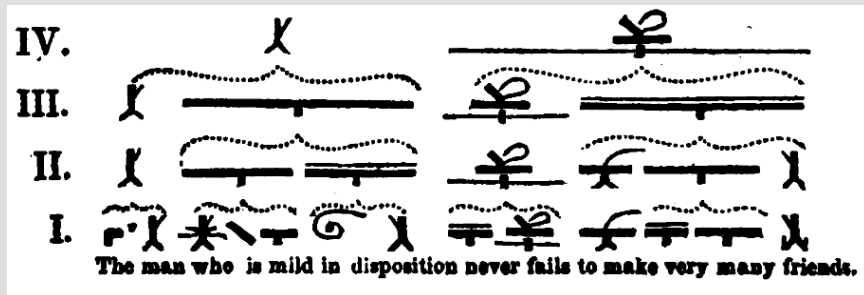 IV.
III.
II.
I.
The man who is mild in disposition never fails to make very many friends.